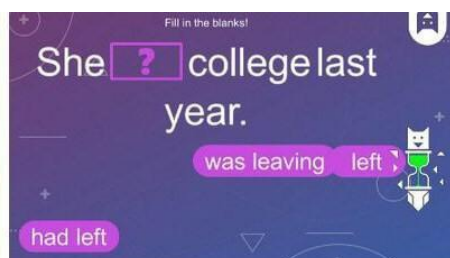 Fill in the blanks!
She ? college last
year.
was leaving left
had left